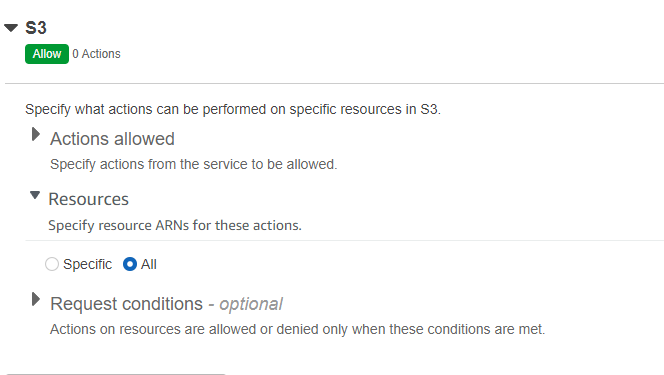 S3
Allow 0 Actions
Specify what actions can be performed on specific resources in S3.
Actions allowed
Specify actions from the service to be allowed.
Resources
Specify resource ARNs for these actions.
Specific All
Request conditions - optional
Actions on resources are allowed or denied only when these conditions are met.